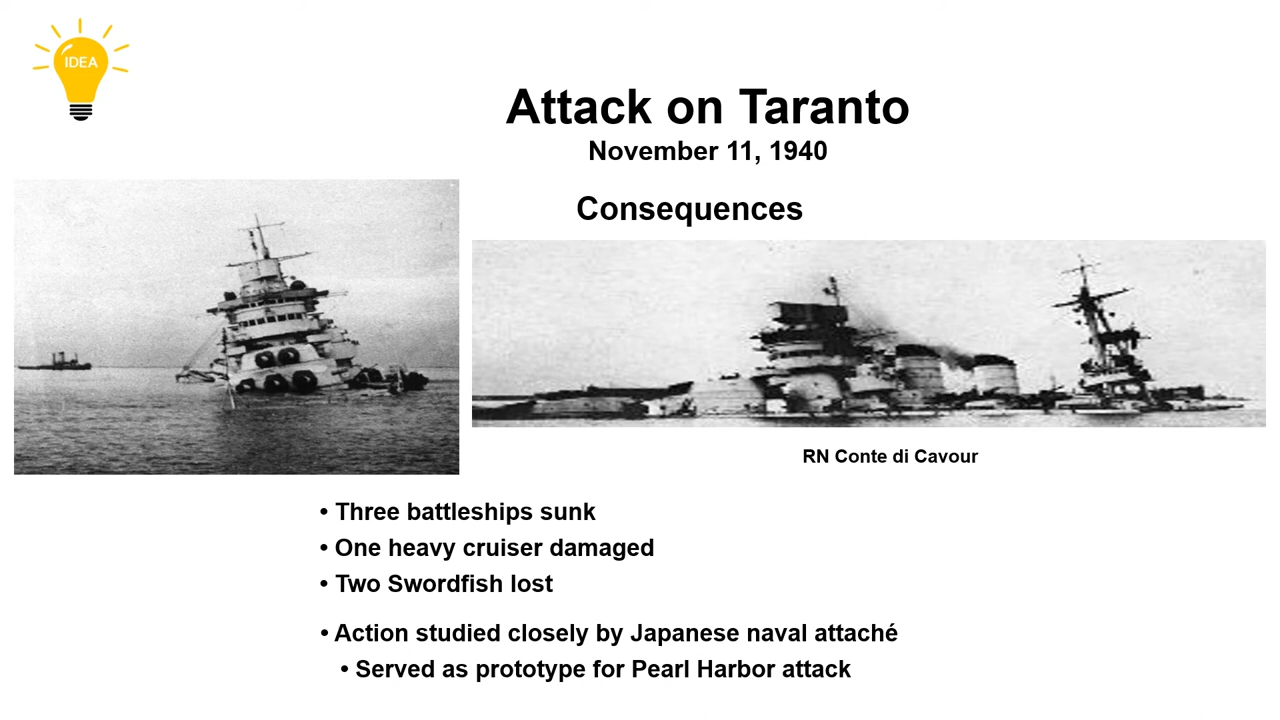 IDEA
Attack on Taranto
November 11, 1940
Consequences
RN Conte di Cavour
• Three battleships sunk
• One heavy cruiser damaged
• Two Swordfish lost
• Action studied closely by Japanese naval attaché
• Served as prototype for Pearl Harbor attack